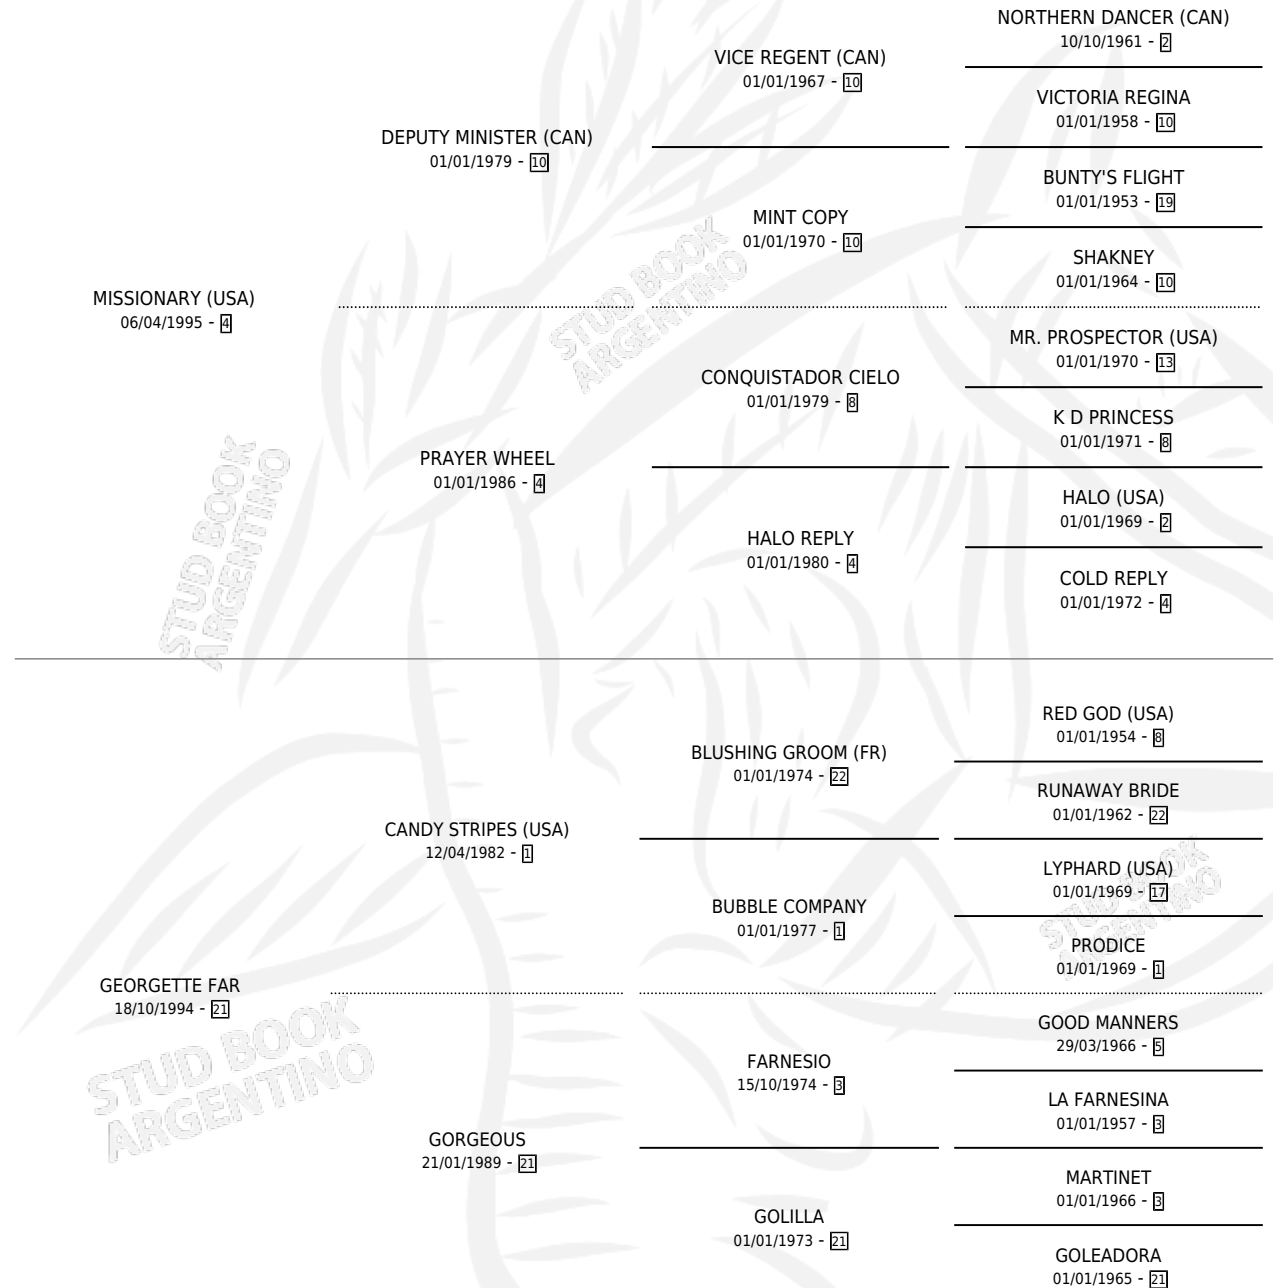 NORTHERN DANCER (CAN)
10/10/1961 - 2
VICE REGENT (CAN)
01/01/1967 - 10
VICTORIA REGINA
01/01/1958 - 10
DEPUTY MINISTER (CAN)
01/01/1979 - 10
BUNTY'S FLIGHT
01/01/1953 - 19
MINT COPY
01/01/1970 - 10
SHAKNEY
01/01/1964 - 10
MISSIONARY (USA)
06/04/1995 - 4
STUD BOOK
ARGENTINO
MR. PROSPECTOR (USA)
01/01/1970 - 13
CONQUISTADOR CIELO
01/01/1979 - 8
K D PRINCESS
01/01/1971 - 8
PRAYER WHEEL
01/01/1986 - 4
HALO (USA)
01/01/1969 - 2
HALO REPLY
01/01/1980 - 4
COLD REPLY
01/01/1972 - 4
STUD BOOK
ARGENTINO
RED GOD (USA)
01/01/1954 - 8
BLUSHING GROOM (FR)
01/01/1974 - 22
RUNAWAY BRIDE
01/01/1962 - 22
CANDY STRIPES (USA)
12/04/1982 - 1
LYPHARD (USA)
01/01/1969 - 17
BUBBLE COMPANY
01/01/1977 - 1
STUD BOOK
ARGENTINO
PRODICE
01/01/1969 - 1
GEORGETTE FAR
18/10/1994 - 21
GOOD MANNERS
29/03/1966 - 5
FARNESIO
15/10/1974 - 3
STUD BOOK
ARGENTINO
LA FARNESINA
01/01/1957 - 3
GORGEOUS
21/01/1989 - 21
MARTINET
01/01/1966 - 3
GOLILLA
01/01/1973 - 21
GOLEADORA
01/01/1965 - 21